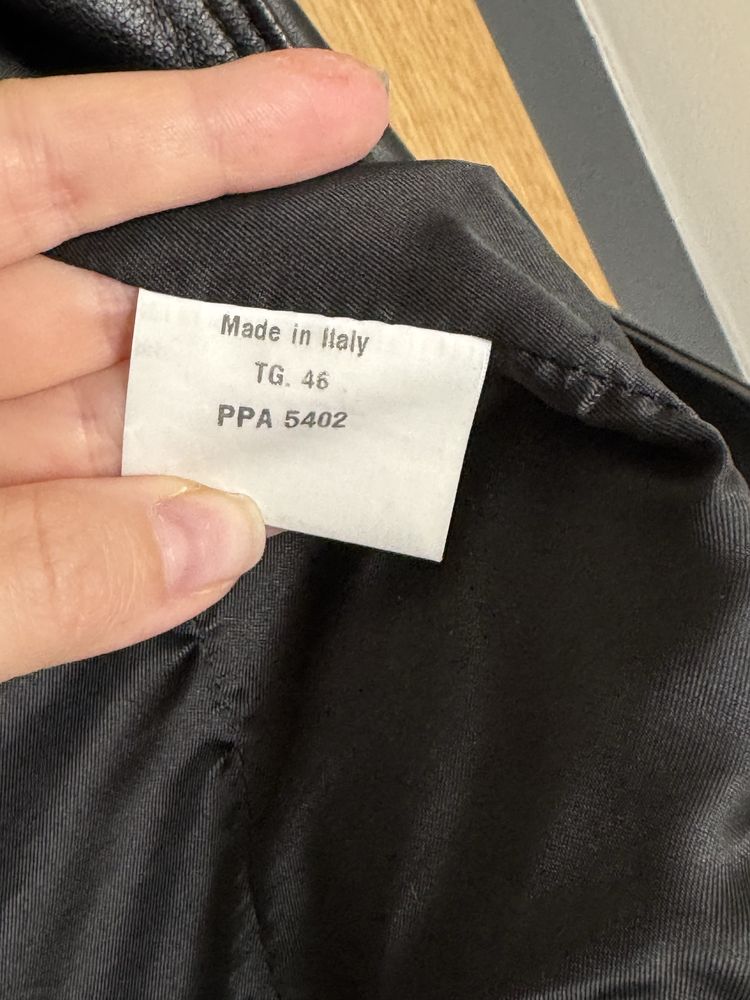 Made in Italy
TG. 46
PPA 5402